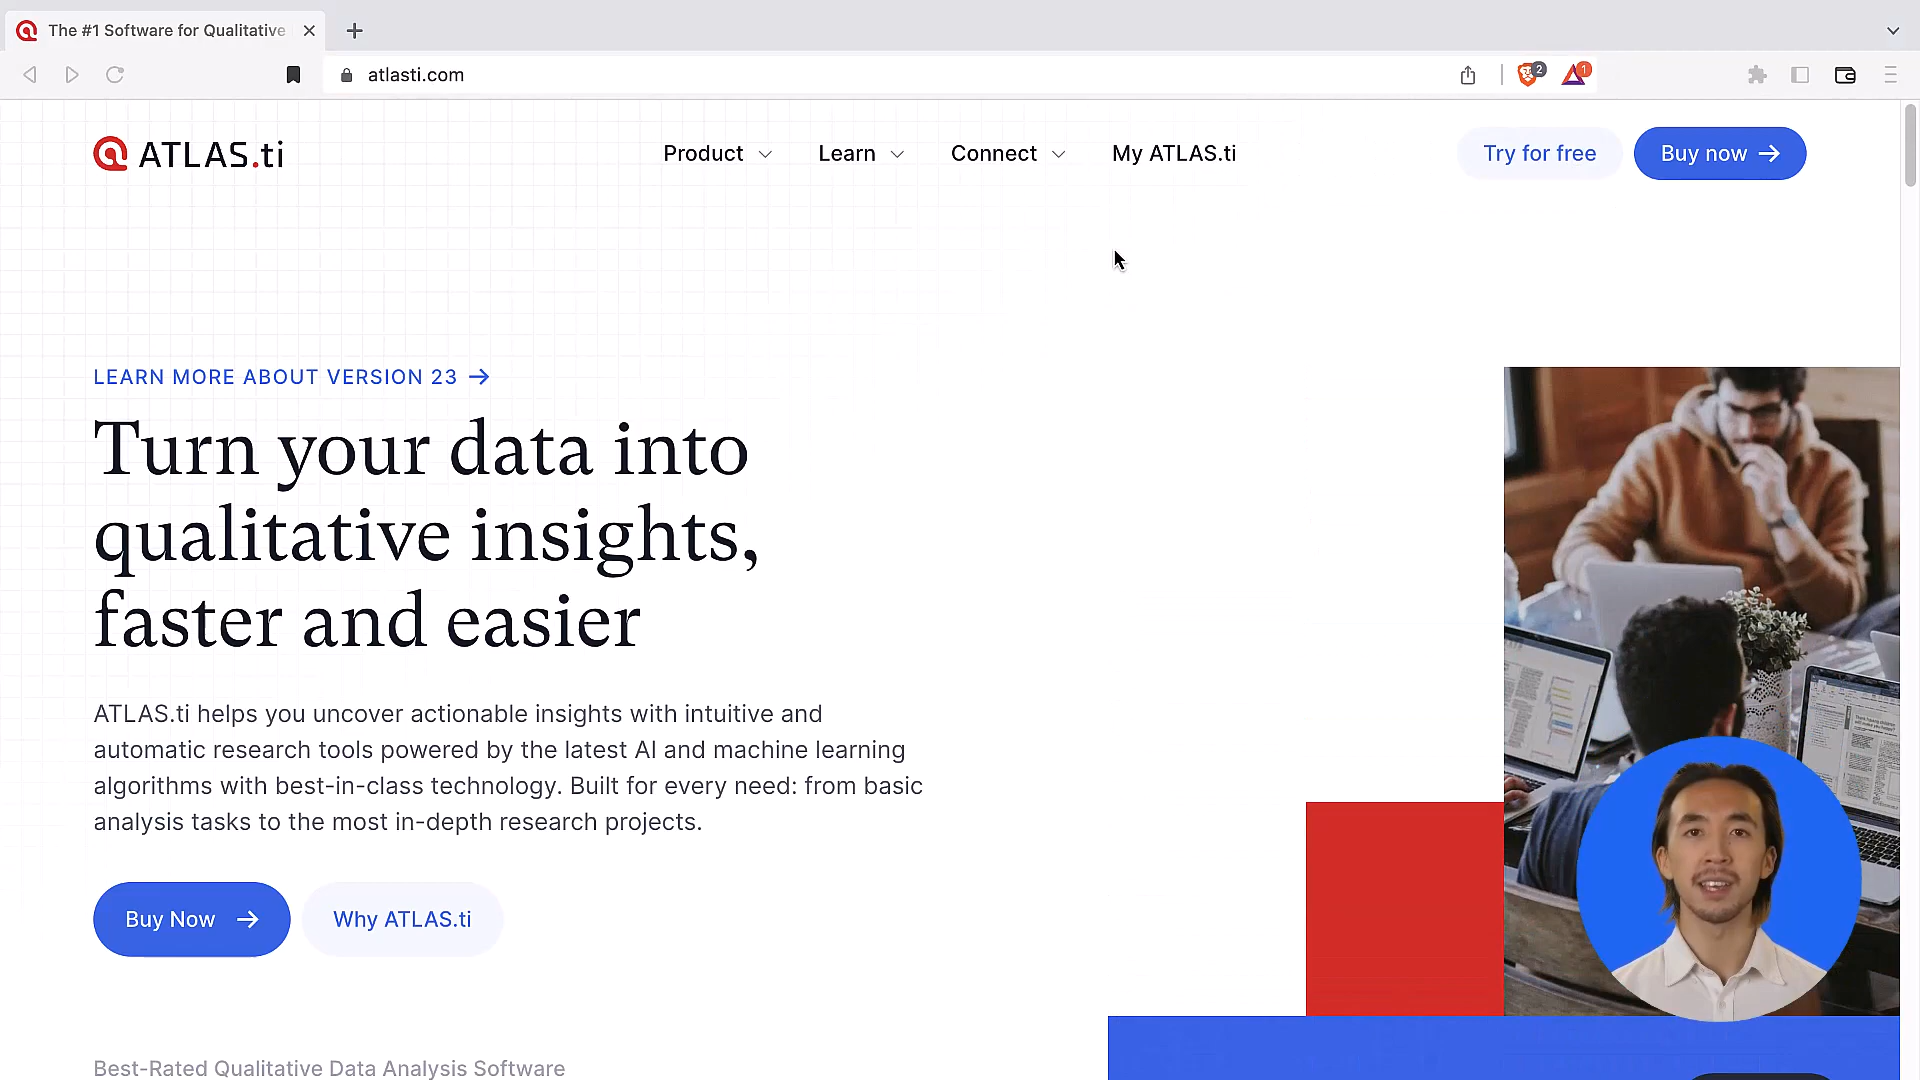 The #1 Software for Qualitative
atlasti.com
2
1
ATLAS.ti
Product
Learn
Connect
My ATLAS.ti
Try for free
Buy now
LEARN MORE ABOUT VERSION 23
Turn your data into
qualitative insights,
faster and easier
ATLAS.ti helps you uncover actionable insights with intuitive and
automatic research tools powered by the latest AI and machine learning
algorithms with best-in-class technology. Built for every need: from basic
analysis tasks to the most in-depth research projects.
Buy Now
Why ATLAS.ti
Best-Rated Qualitative Data Analysis Software